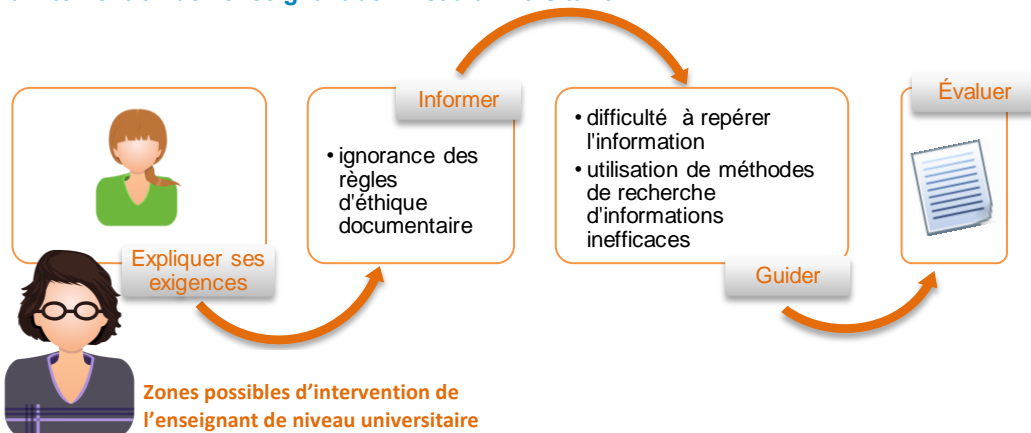 Informer
Évaluer
• ignorance des
règles
d'éthique
documentaire
• difficulté à repérer
l'information
• utilisation de méthodes
de recherche
d'informations
inefficaces
Expliquer ses
exigences
Guider
Zones possibles d’intervention de
l’enseignant de niveau universitaire